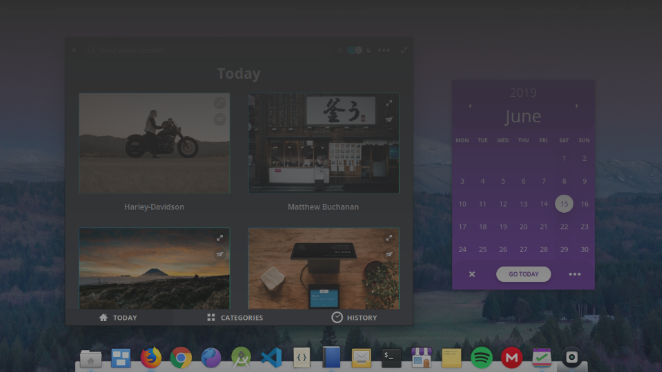 Today
釜う
Harley-Davidson
Matthew Buchanan
TODAY
CATEGORIES
HISTORY
2019
June
MON TUE WED THU FRI SAT SUN
1 2
3 4 5 6 7 8 9
10 11 12 13 14 15 16
17 18 19 20 21 22 23
24 25 26 27 28 29 30
GO TODAY